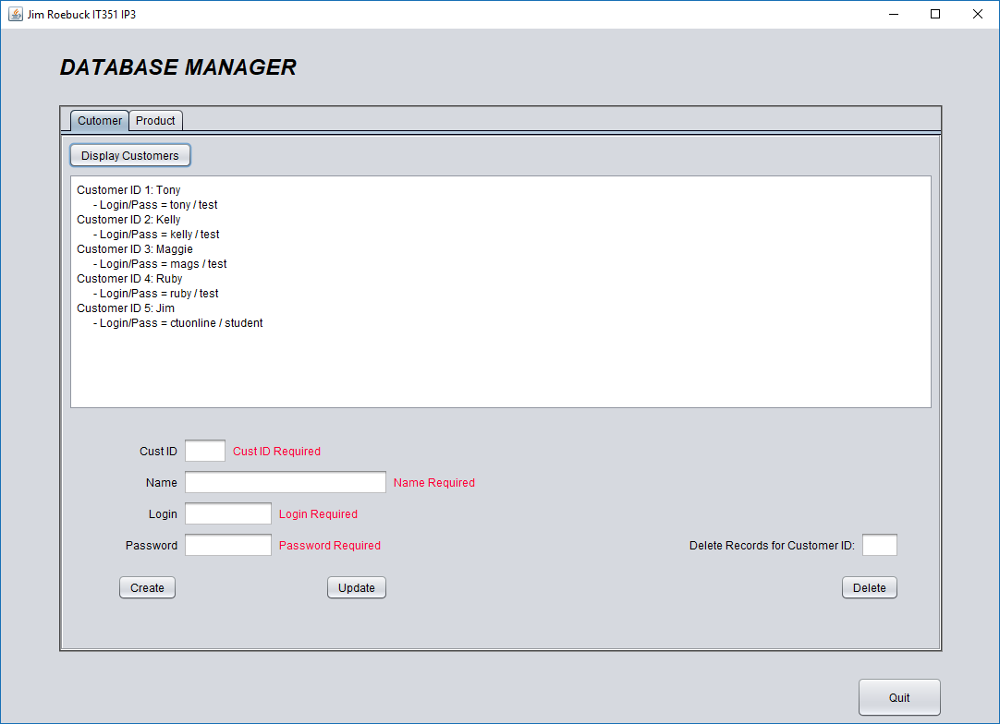 Jim Roebuck IT351 IP3
DATABASE MANAGER
Cutomer Product
Display Customers
Customer ID 1: Tony
- Login/Pass = tony / test
Customer ID 2: Kelly
- Login/Pass = kelly / test
Customer ID 3: Maggie
- Login/Pass = mags / test
Customer ID 4: Ruby
- Login/Pass = ruby / test
Customer ID 5: Jim
- Login/Pass = ctuonline / student
Cust ID Cust ID Required
Name Name Required
Login Login Required
Password Password Required Delete Records for Customer ID:
Create Update Delete
Quit